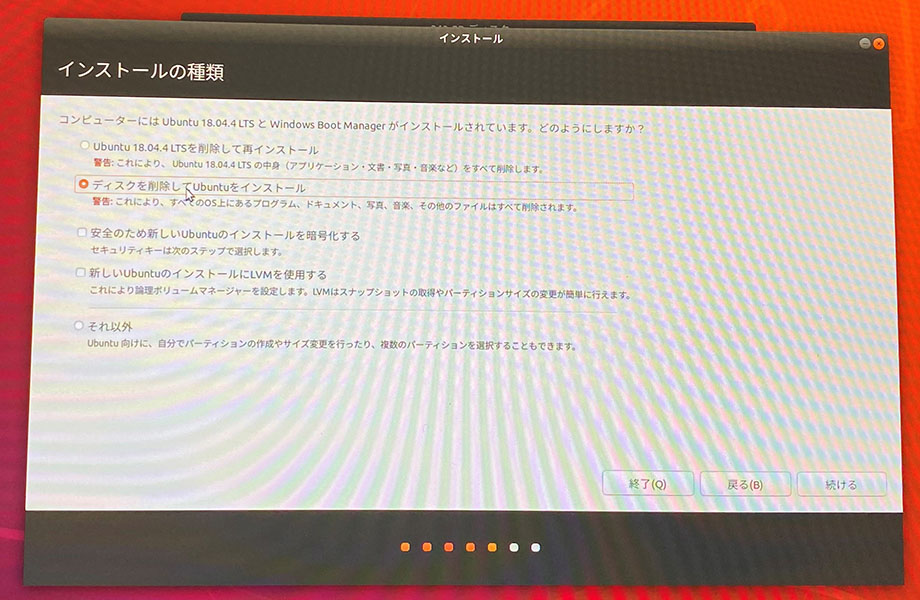 インストール
インストールの種類
コンピューターには Ubuntu 18.04.4 LTS と Windows Boot Manager がインストールされています。どのようにしますか？
Ubuntu 18.04.4 LTSを削除して再インストール
警告: これにより、 Ubuntu 18.04.4 LTS の中身（アプリケーション・文書・写真・音楽など）をすべて削除します。
ディスクを削除してUbuntuをインストール
警告: これにより、すべてのOS上にあるプログラム、ドキュメント、写真、音楽、その他のファイルはすべて削除されます。
安全のため新しいUbuntuのインストールを暗号化する
セキュリティキーは次のステップで選択します。
新しいUbuntuのインストールにLVMを使用する
これにより論理ボリュームマネージャーを設定します。LVMはスナップショットの取得やパーティションサイズの変更が簡単に行えます。
それ以外
Ubuntu 向けに、自分でパーティションの作成やサイズ変更を行ったり、複数のパーティションを選択することもできます。
終了(Q)
戻る(B)
続ける